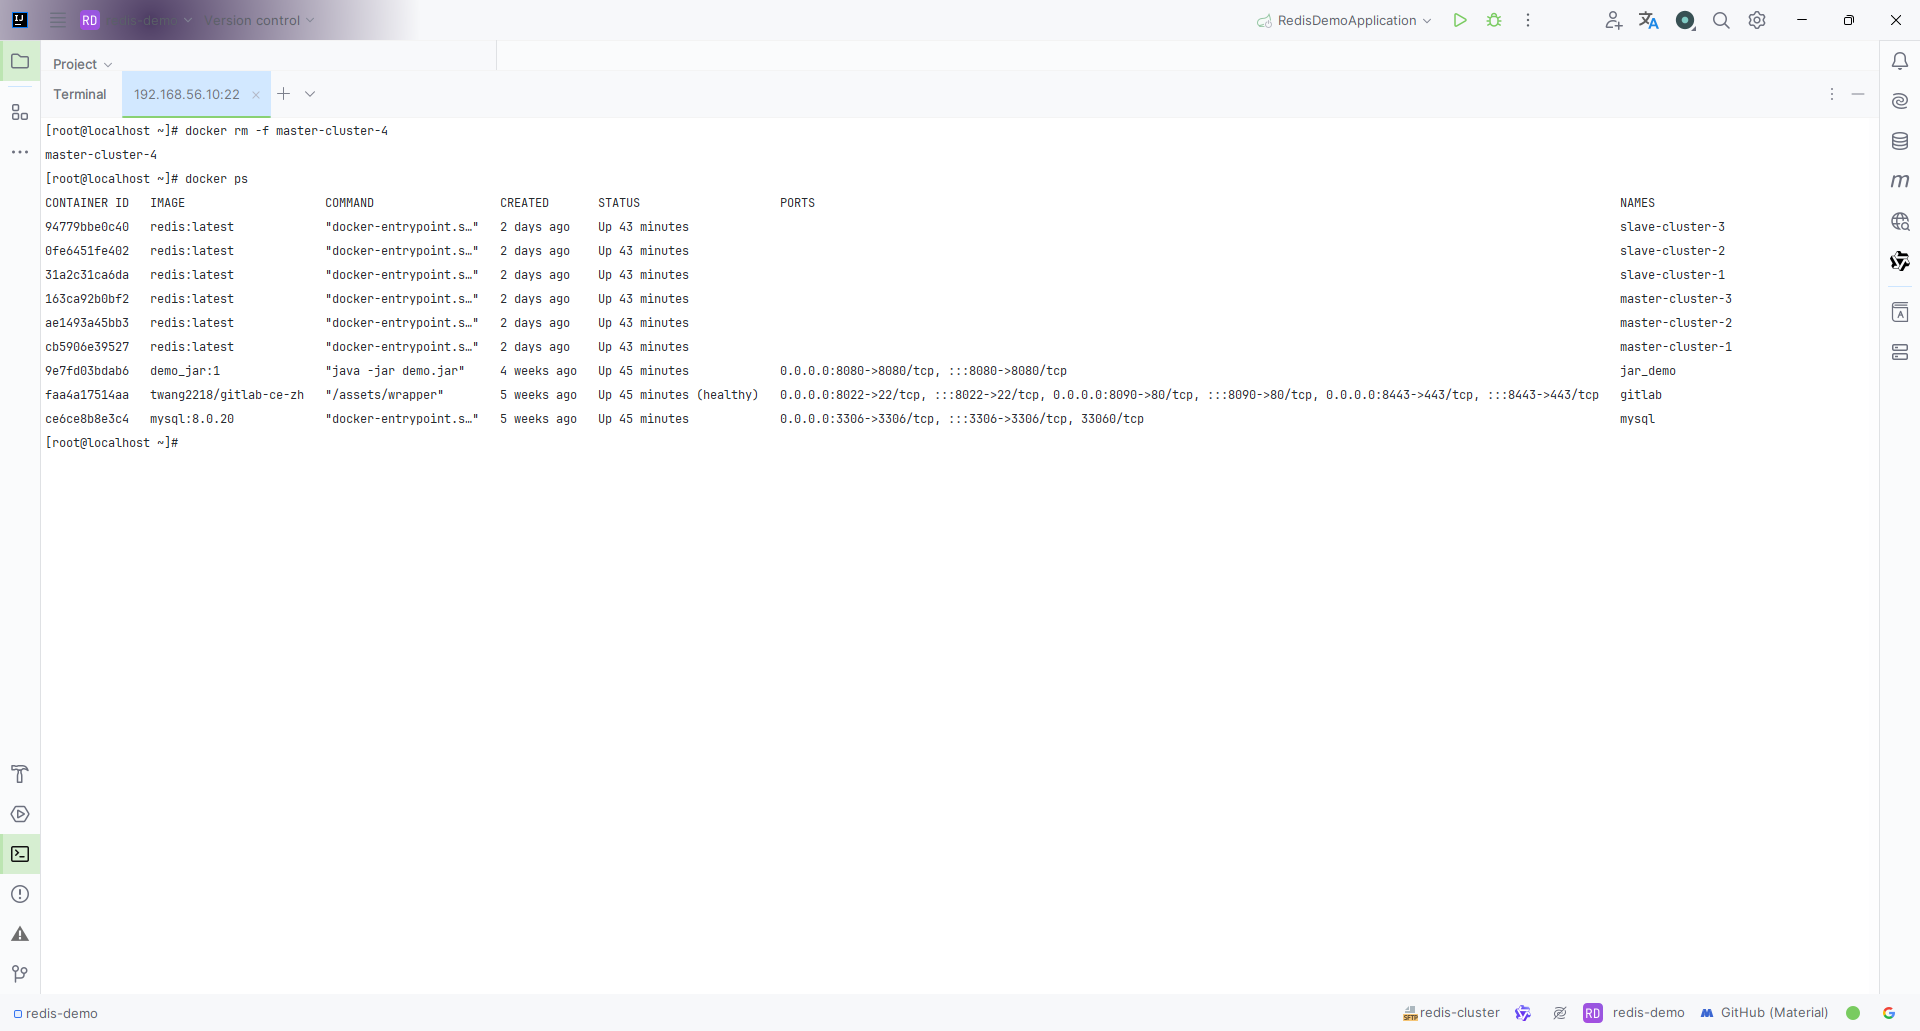 RD redis-demo Version control RedisDemoApplication
Project
Terminal 192.168.56.10:22
[root@localhost ~]# docker rm -f master-cluster-4
master-cluster-4
[root@localhost ~]# docker ps
CONTAINER ID IMAGE COMMAND CREATED STATUS PORTS NAMES
94779bbe0c40 redis:latest "docker-entrypoint.s…" 2 days ago Up 43 minutes slave-cluster-3
0fe6451fe402 redis:latest "docker-entrypoint.s…" 2 days ago Up 43 minutes slave-cluster-2
31a2c31ca6da redis:latest "docker-entrypoint.s…" 2 days ago Up 43 minutes slave-cluster-1
163ca92b0bf2 redis:latest "docker-entrypoint.s…" 2 days ago Up 43 minutes master-cluster-3
ae1493a45bb3 redis:latest "docker-entrypoint.s…" 2 days ago Up 43 minutes master-cluster-2
cb5906e39527 redis:latest "docker-entrypoint.s…" 2 days ago Up 43 minutes master-cluster-1
9e7fd03bdab6 demo_jar:1 "java -jar demo.jar" 4 weeks ago Up 45 minutes 0.0.0.0:8080->8080/tcp, :::8080->8080/tcp jar_demo
faa4a17514aa twang2218/gitlab-ce-zh "/assets/wrapper" 5 weeks ago Up 45 minutes (healthy) 0.0.0.0:8022->22/tcp, :::8022->22/tcp, 0.0.0.0:8090->80/tcp, :::8090->80/tcp, 0.0.0.0:8443->443/tcp, :::8443->443/tcp gitlab
ce6ce8b8e3c4 mysql:8.0.20 "docker-entrypoint.s…" 5 weeks ago Up 45 minutes 0.0.0.0:3306->3306/tcp, :::3306->3306/tcp, 33060/tcp mysql
[root@localhost ~]#
redis-demo redis-cluster RD redis-demo GitHub (Material)